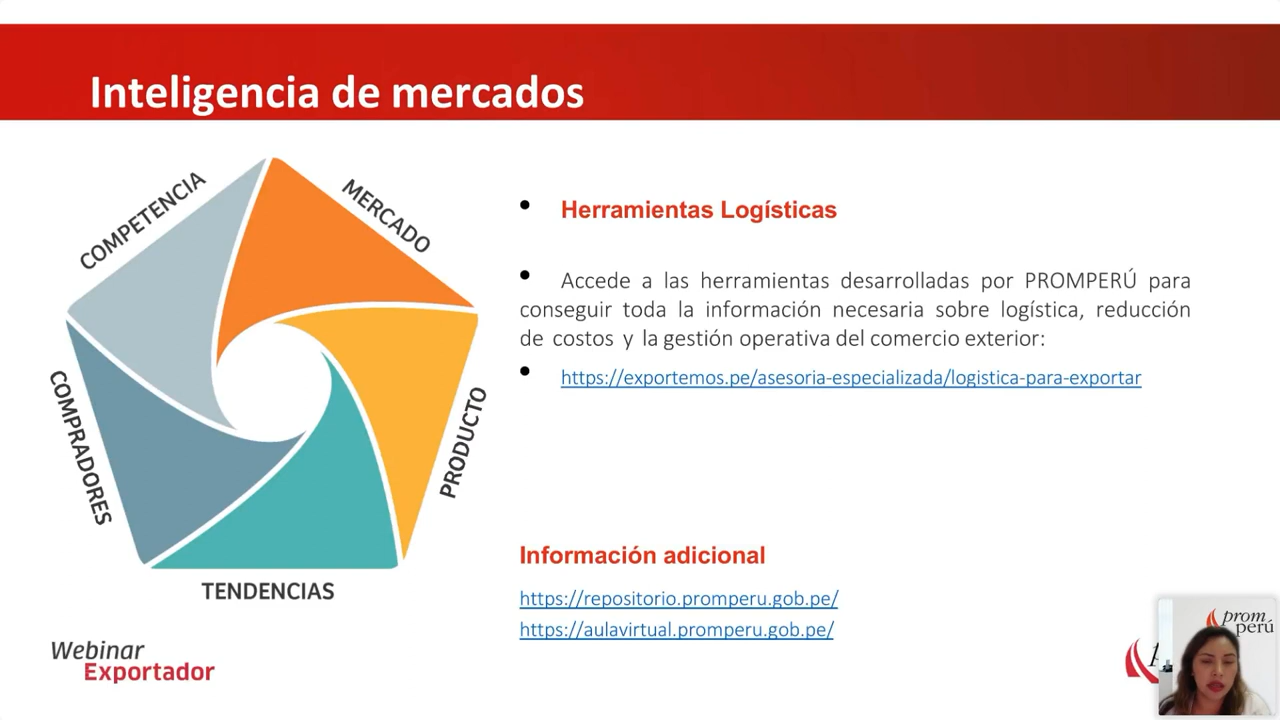 Inteligencia de mercados
COMPETENCIA
MERCADO
COMPRADORES
PRODUCTO
TENDENCIAS
• Herramientas Logísticas
• Accede a las herramientas desarrolladas por PROMPERÚ para
conseguir toda la información necesaria sobre logística, reducción
de costos y la gestión operativa del comercio exterior:
• https://exportemos.pe/asesoria-especializada/logistica-para-exportar
Información adicional
https://repositorio.promperu.gob.pe/
https://aulavirtual.promperu.gob.pe/
Webinar
Exportador
prom
perú